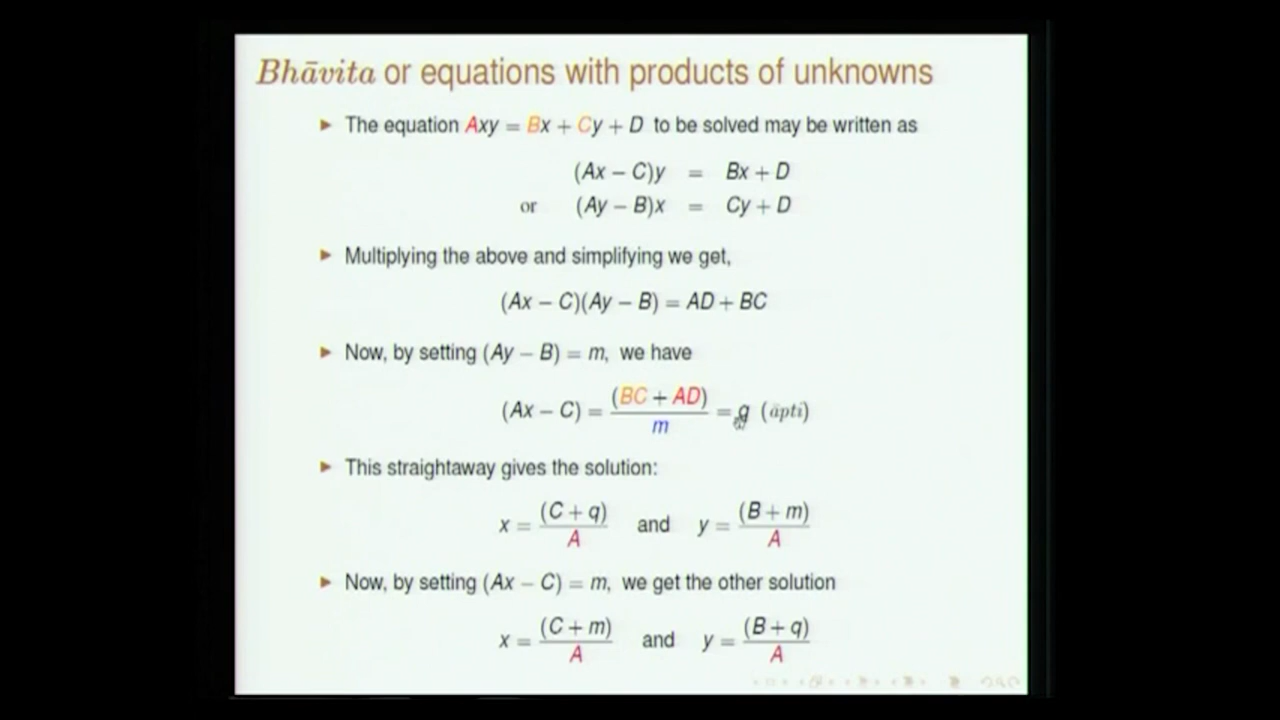 Bhāvita or equations with products of unknowns
▶ The equation Axy = Bx + Cy + D to be solved may be written as
(Ax − C)y = Bx + D
or (Ay − B)x = Cy + D
▶ Multiplying the above and simplifying we get,
(Ax − C)(Ay − B) = AD + BC
▶ Now, by setting (Ay − B) = m, we have
(Ax − C) = (BC + AD)/m = q (āpti)
▶ This straightaway gives the solution:
x = (C + q)/A and y = (B + m)/A
▶ Now, by setting (Ax − C) = m, we get the other solution
x = (C + m)/A and y = (B + q)/A